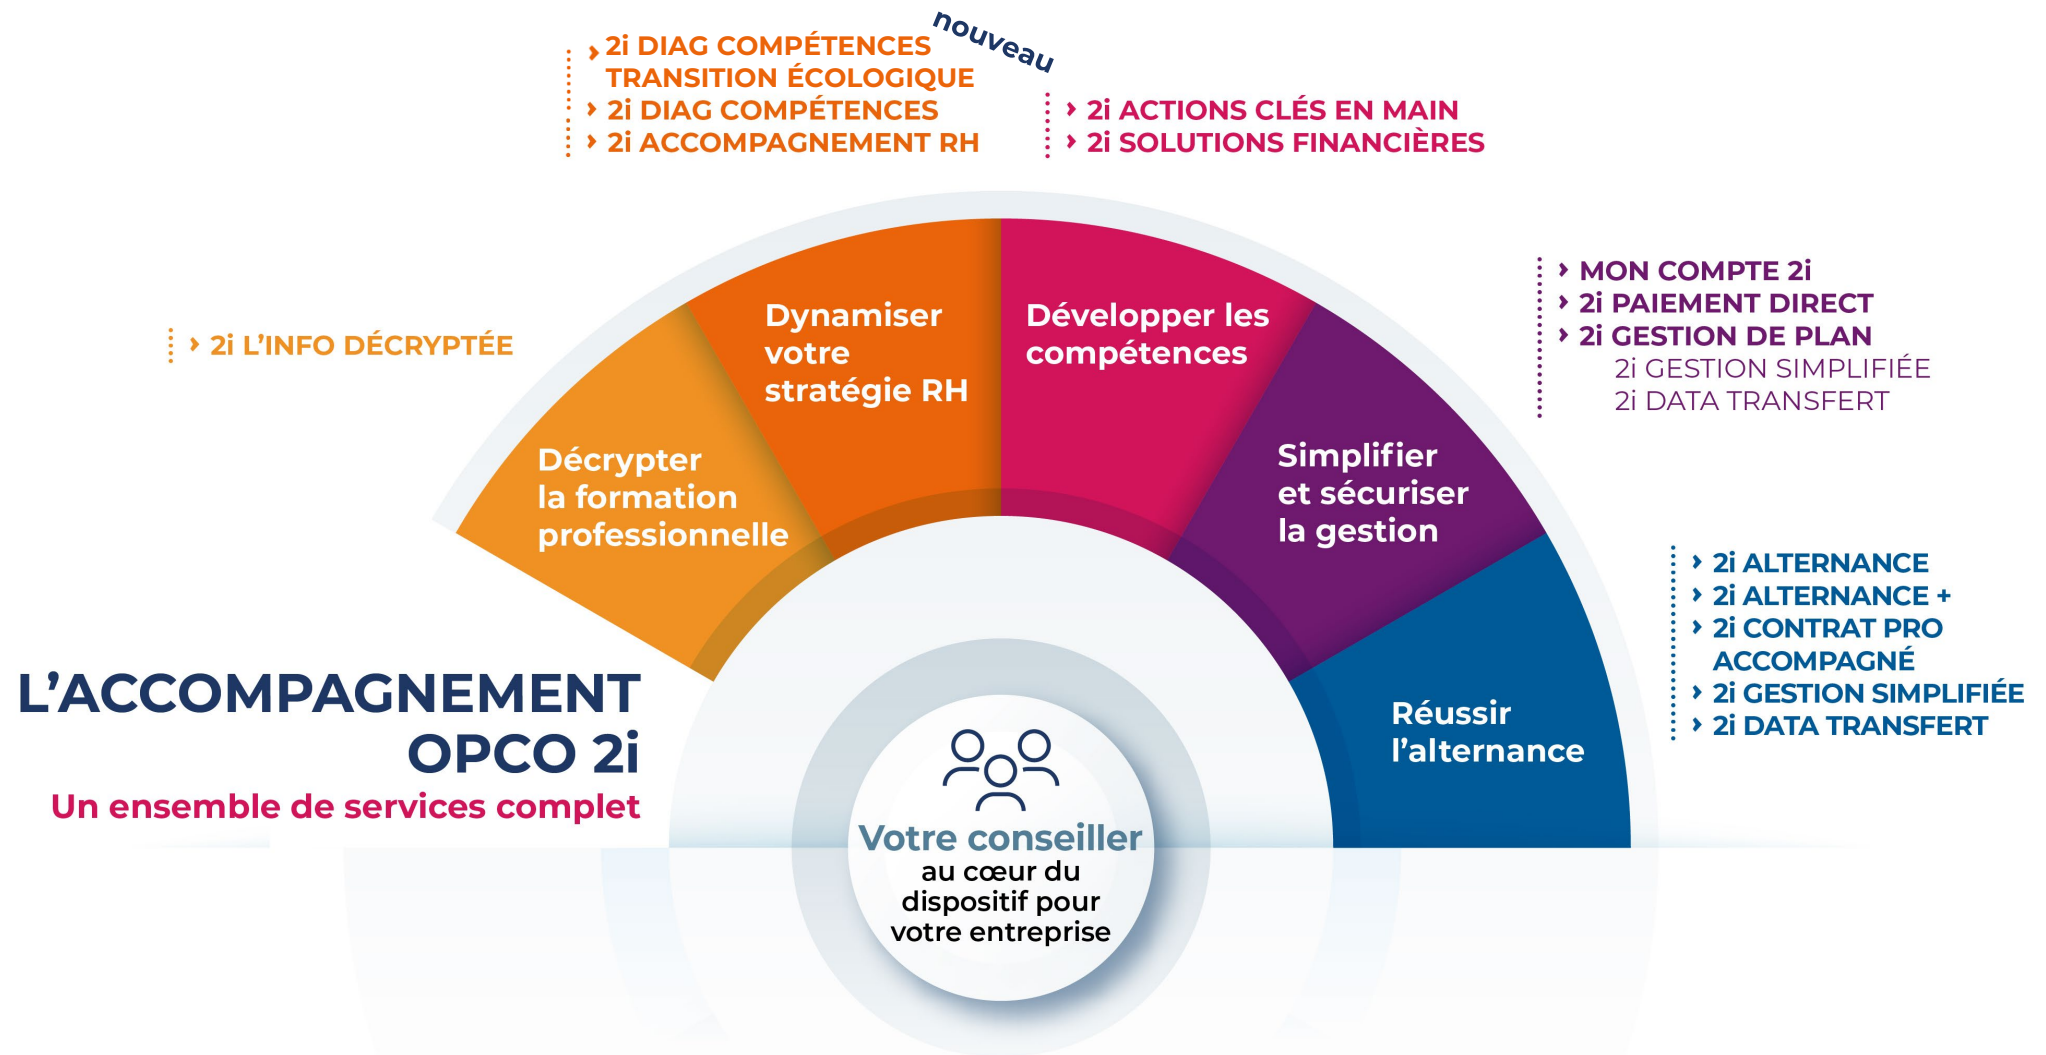 nouveau
› 2i DIAG COMPÉTENCES
TRANSITION ÉCOLOGIQUE
› 2i DIAG COMPÉTENCES
› 2i ACCOMPAGNEMENT RH
› 2i ACTIONS CLÉS EN MAIN
› 2i SOLUTIONS FINANCIÈRES
› MON COMPTE 2i
› 2i PAIEMENT DIRECT
› 2i GESTION DE PLAN
2i GESTION SIMPLIFIÉE
2i DATA TRANSFERT
› 2i L’INFO DÉCRYPTÉE
Décrypter
la formation
professionnelle
Dynamiser
votre
stratégie RH
Développer les
compétences
Simplifier
et sécuriser
la gestion
Réussir
l’alternance
› 2i ALTERNANCE
› 2i ALTERNANCE +
› 2i CONTRAT PRO
ACCOMPAGNÉ
› 2i GESTION SIMPLIFIÉE
› 2i DATA TRANSFERT
L’ACCOMPAGNEMENT
OPCO 2i
Un ensemble de services complet
Votre conseiller
au cœur du
dispositif pour
votre entreprise